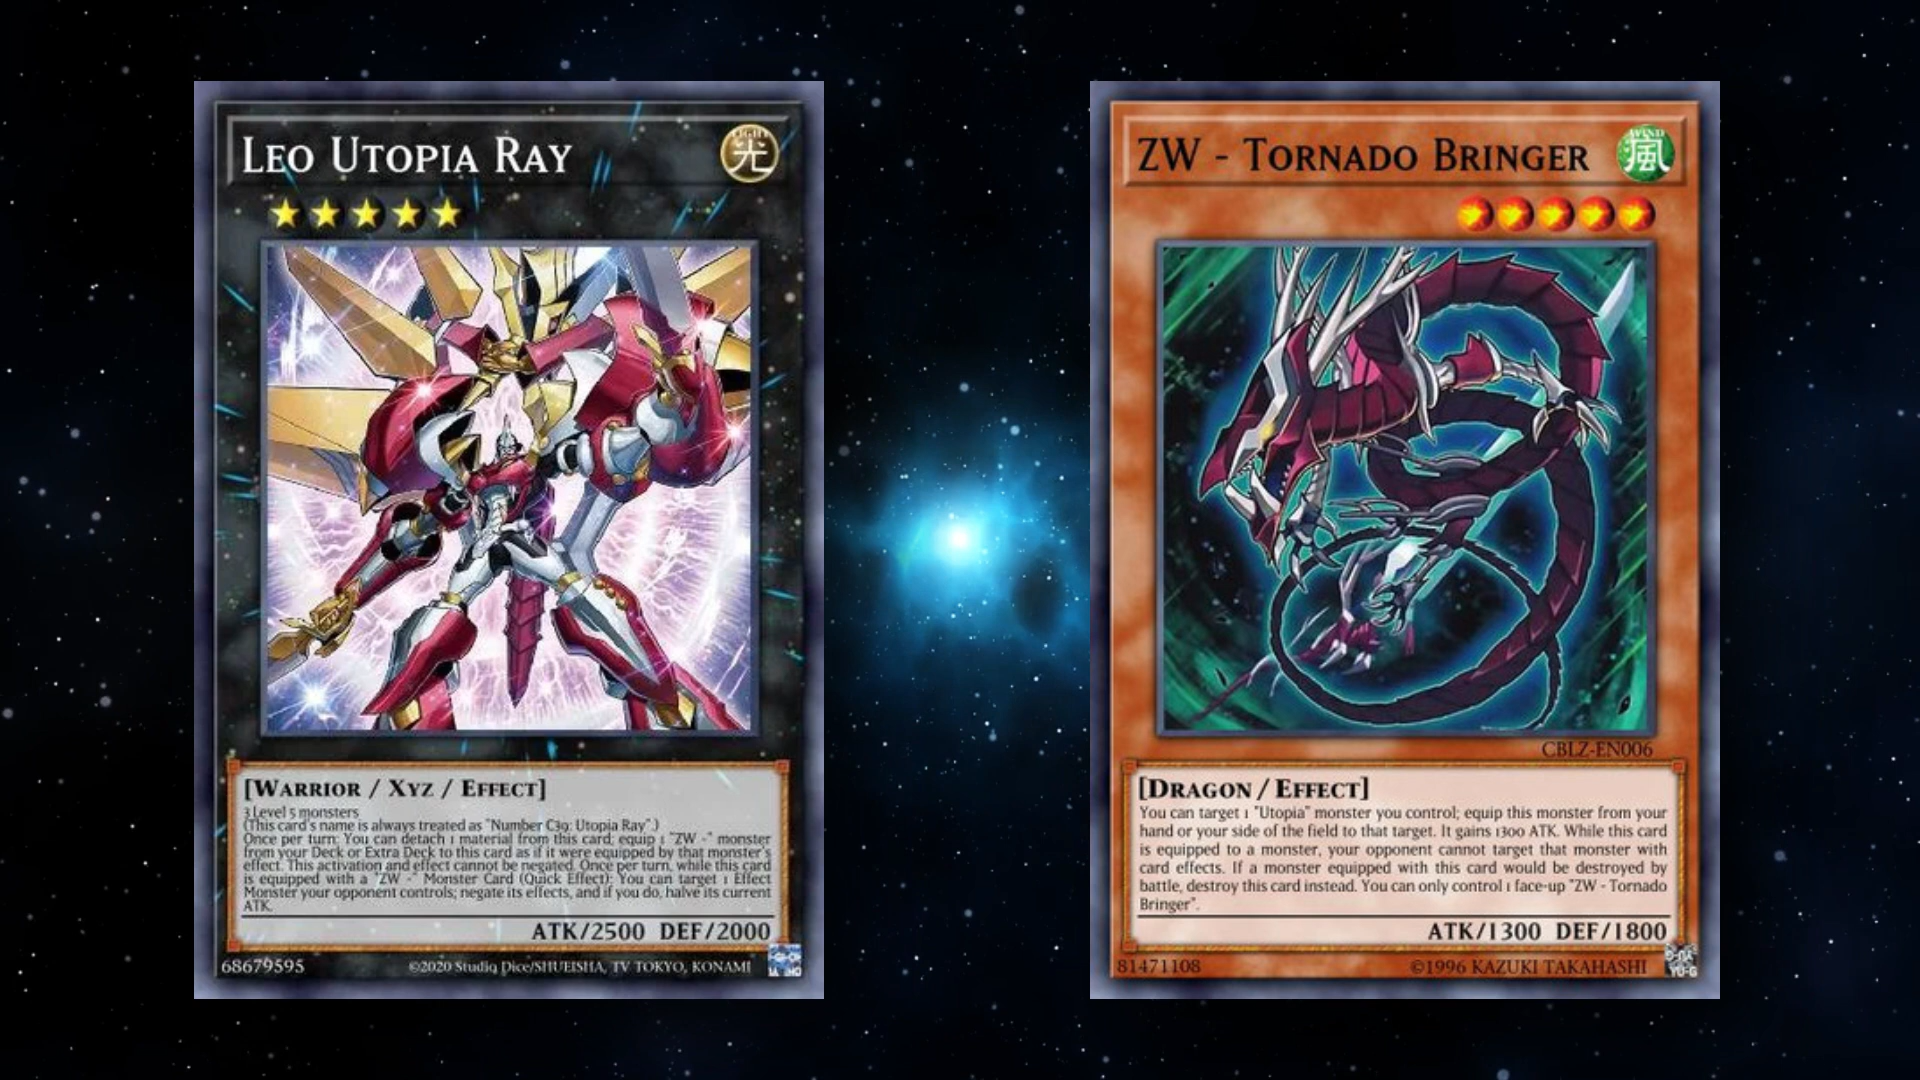 LEO UTOPIA RAY
LIGHT
光
[WARRIOR / XYZ / EFFECT]
3 Level 5 monsters
(This card's name is always treated as "Number C39: Utopia Ray".)
Once per turn: You can detach 1 material from this card; equip 1 "ZW -" monster
from your Deck or Extra Deck to this card as if it were equipped by that monster's
effect. This activation and effect cannot be negated. Once per turn, while this card
is equipped with a "ZW -" Monster Card (Quick Effect): You can target 1 Effect
Monster your opponent controls; negate its effects, and if you do, halve its current
ATK.
ATK/2500 DEF/2000
68679595
©2020 Studio Dice/SHUEISHA, TV TOKYO, KONAMI
ZW - TORNADO BRINGER
WIND
風
CBLZ-EN006
[DRAGON / EFFECT]
You can target 1 "Utopia" monster you control; equip this monster from your
hand or your side of the field to that target. It gains 1300 ATK. While this card
is equipped to a monster, your opponent cannot target that monster with
card effects. If a monster equipped with this card would be destroyed by
battle, destroy this card instead. You can only control 1 face-up "ZW - Tornado
Bringer".
ATK/1300 DEF/1800
81471108
©1996 KAZUKI TAKAHASHI